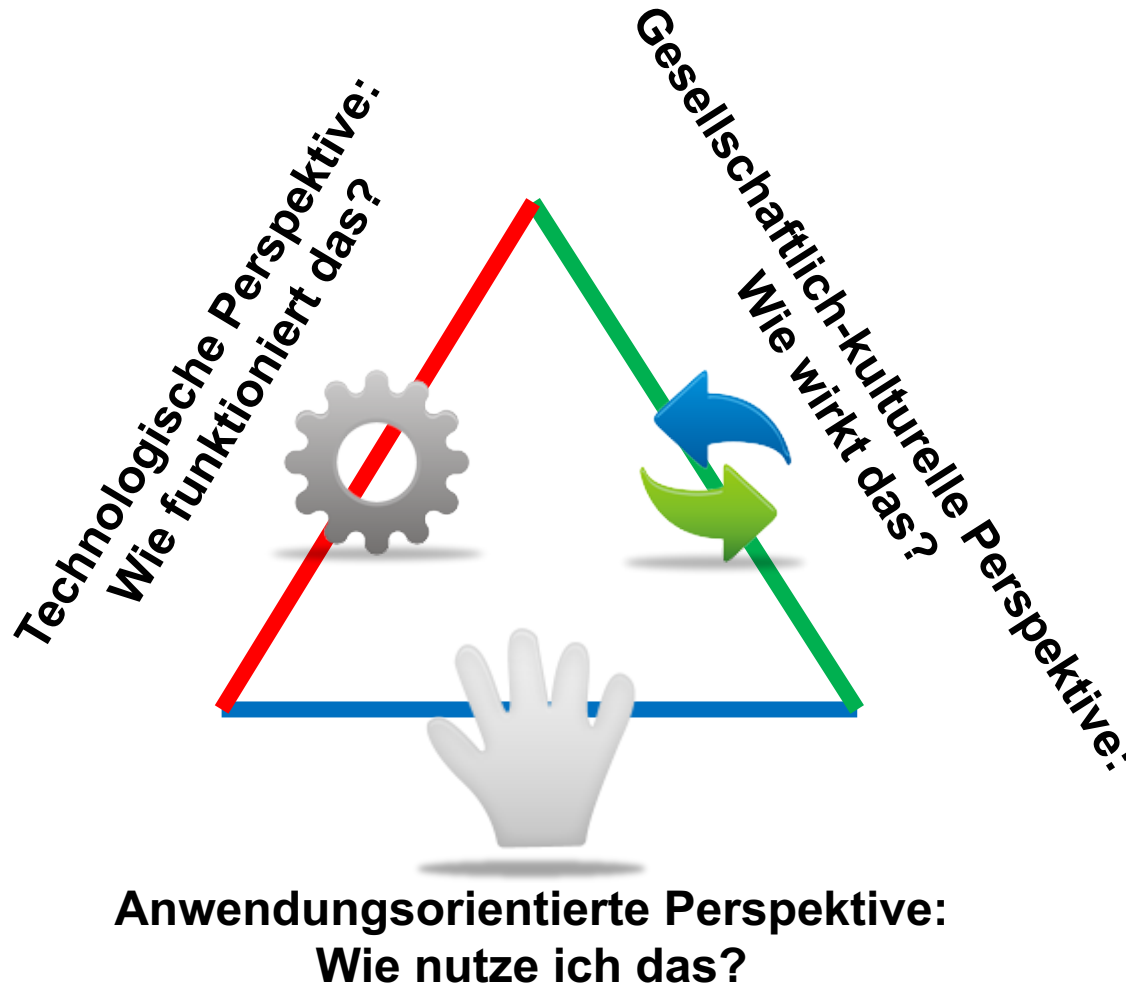 Technologische Perspektive:
Wie funktioniert das?
Gesellschaftlich-kulturelle Perspektive:
Wie wirkt das?
Anwendungsorientierte Perspektive:
Wie nutze ich das?